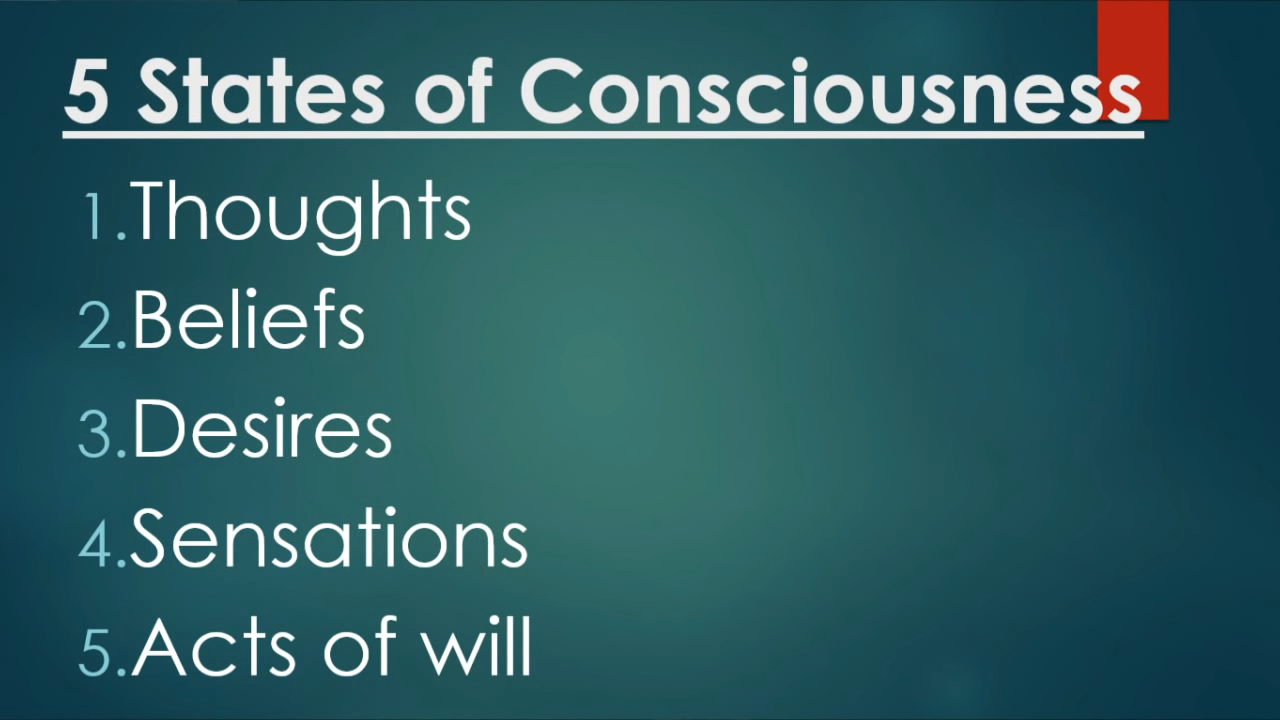 5 States of Consciousness
1.Thoughts
2.Beliefs
3.Desires
4.Sensations
5.Acts of will